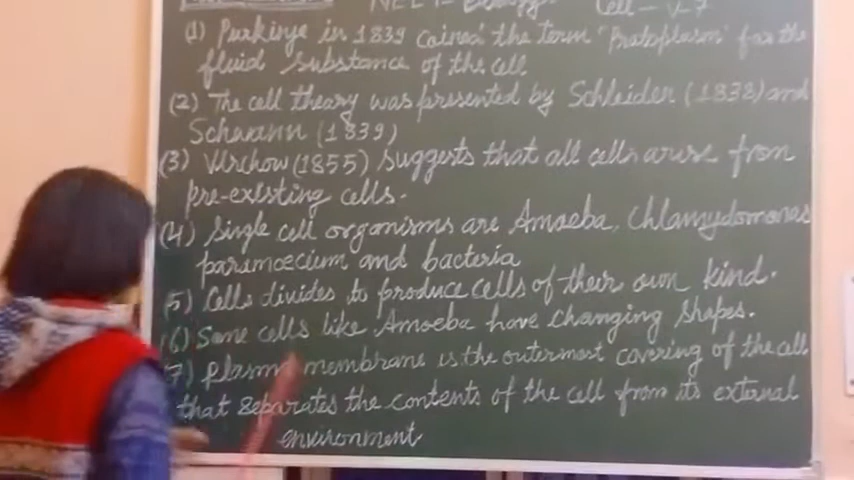 NEET - Biology Cell - V-7
(1) Purkinje in 1839 coined the term 'Protoplasm' for the
fluid substance of the cell
(2) The cell theory was presented by Schleiden (1838) and
Schwann (1839)
(3) Virchow (1855) suggests that all cells arise from
pre-existing cells.
(4) Single cell organisms are Amoeba, Chlamydomonas
paramoecium and bacteria
(5) Cells divides to produce cells of their own kind.
(6) Some cells like Amoeba have changing shapes.
(7) plasma membrane is the outermost covering of the cell
that separates the contents of the cell from its external
environment